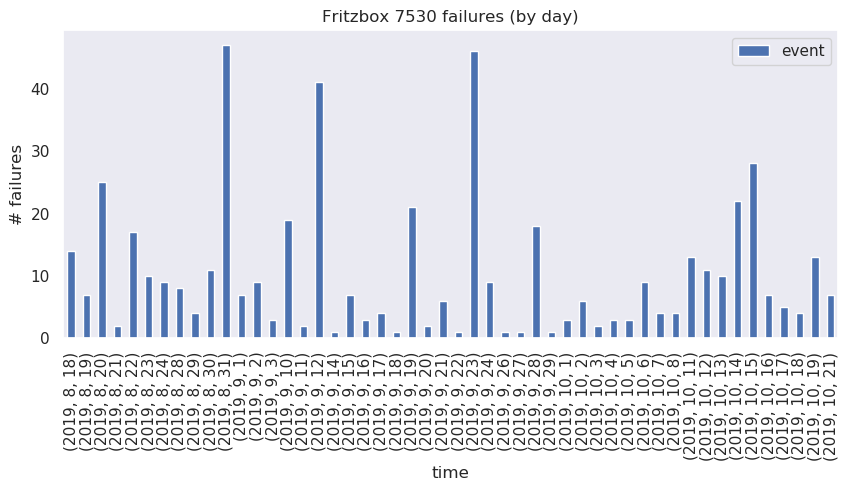 Fritzbox 7530 failures (by day)
event
# failures
40
30
20
10
0
(2019, 8, 18)
(2019, 8, 19)
(2019, 8, 20)
(2019, 8, 21)
(2019, 8, 22)
(2019, 8, 23)
(2019, 8, 24)
(2019, 8, 28)
(2019, 8, 29)
(2019, 8, 30)
(2019, 8, 31)
(2019, 9, 1)
(2019, 9, 2)
(2019, 9, 3)
(2019, 9, 10)
(2019, 9, 11)
(2019, 9, 12)
(2019, 9, 14)
(2019, 9, 15)
(2019, 9, 16)
(2019, 9, 17)
(2019, 9, 18)
(2019, 9, 19)
(2019, 9, 20)
(2019, 9, 21)
(2019, 9, 22)
(2019, 9, 23)
(2019, 9, 24)
(2019, 9, 26)
(2019, 9, 27)
(2019, 9, 28)
(2019, 9, 29)
(2019, 10, 1)
(2019, 10, 2)
(2019, 10, 3)
(2019, 10, 4)
(2019, 10, 5)
(2019, 10, 6)
(2019, 10, 7)
(2019, 10, 8)
(2019, 10, 11)
(2019, 10, 12)
(2019, 10, 13)
(2019, 10, 14)
(2019, 10, 15)
(2019, 10, 16)
(2019, 10, 17)
(2019, 10, 18)
(2019, 10, 19)
(2019, 10, 21)
time